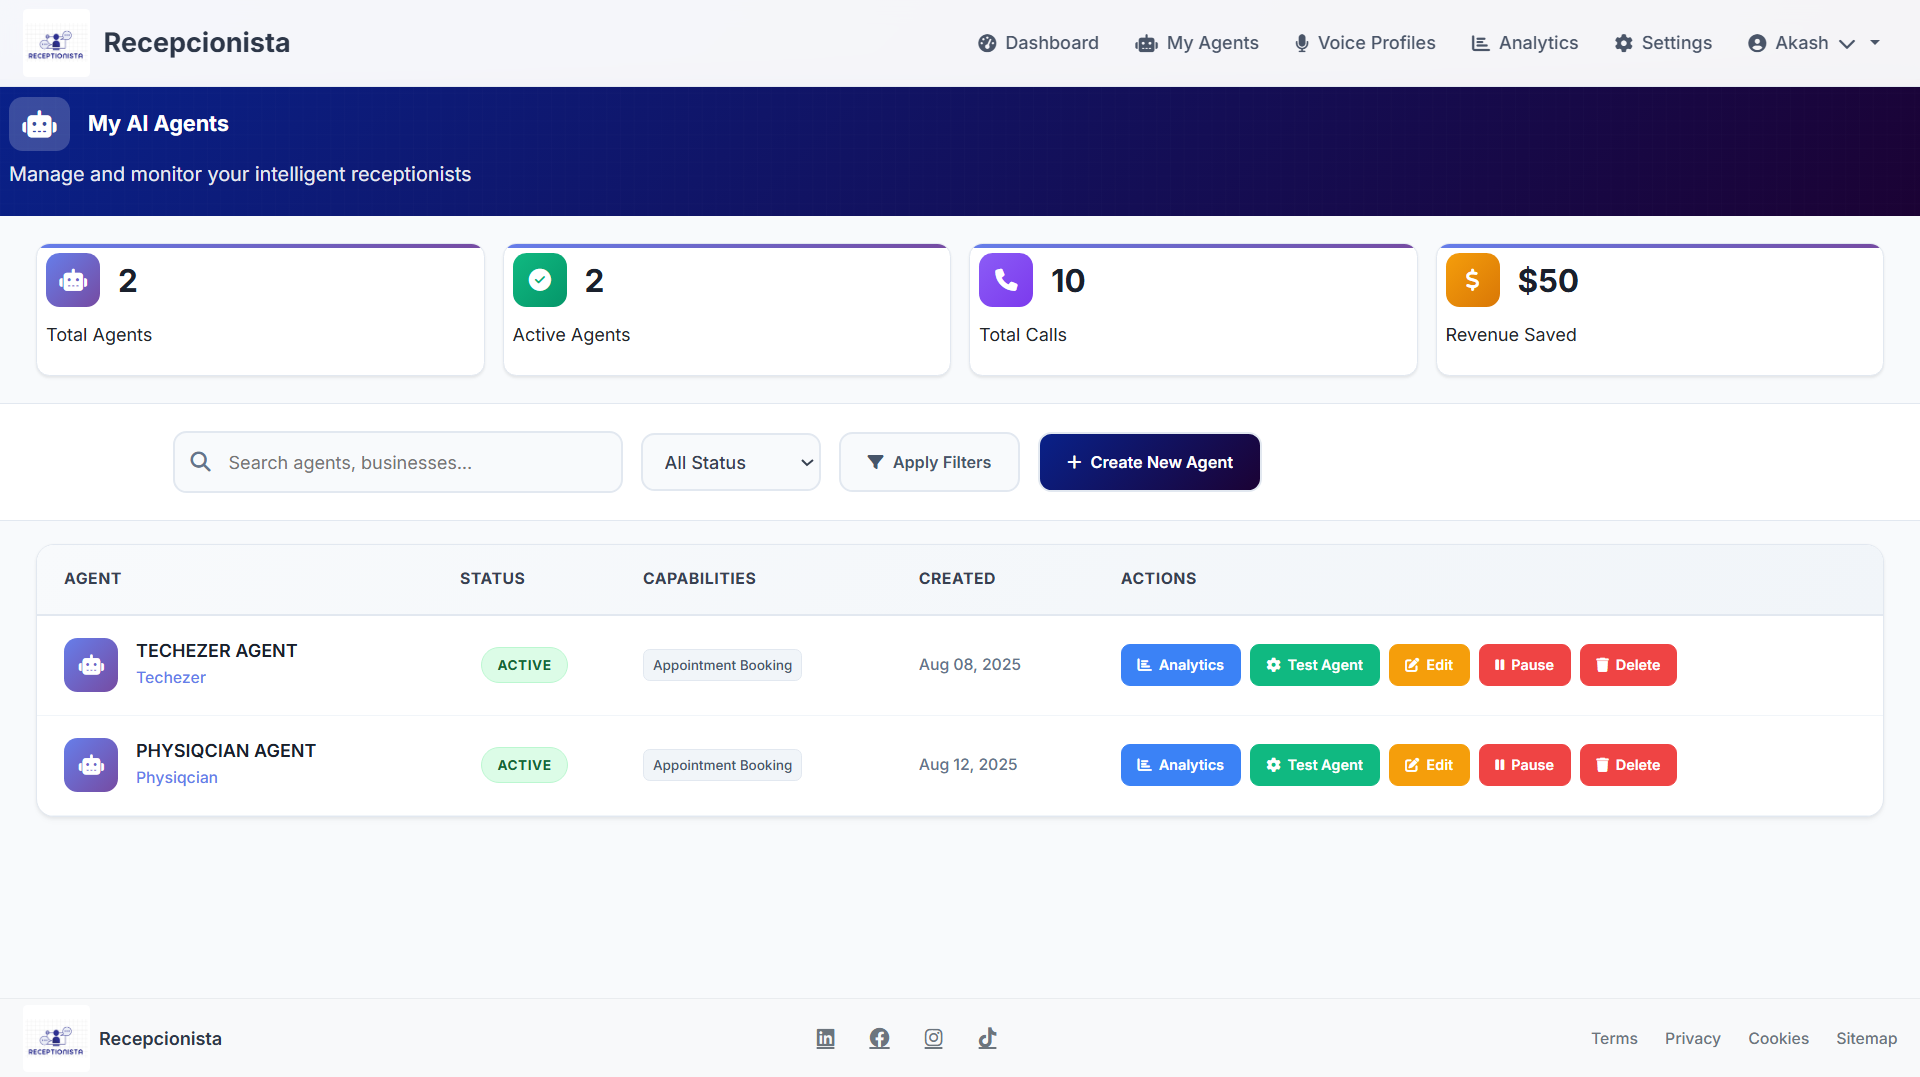 RECEPTIONISTA
Recepcionista
Dashboard
My Agents
Voice Profiles
Analytics
Settings
Akash
My AI Agents
Manage and monitor your intelligent receptionists
2
Total Agents
2
Active Agents
10
Total Calls
$50
Revenue Saved
Search agents, businesses...
All Status
Apply Filters
+ Create New Agent
AGENT STATUS CAPABILITIES CREATED ACTIONS
TECHEZER AGENT
Techezer
ACTIVE
Appointment Booking
Aug 08, 2025
Analytics
Test Agent
Edit
Pause
Delete
PHYSIQCIAN AGENT
Physiqcian
ACTIVE
Appointment Booking
Aug 12, 2025
Analytics
Test Agent
Edit
Pause
Delete
RECEPTIONISTA
Recepcionista
Terms
Privacy
Cookies
Sitemap